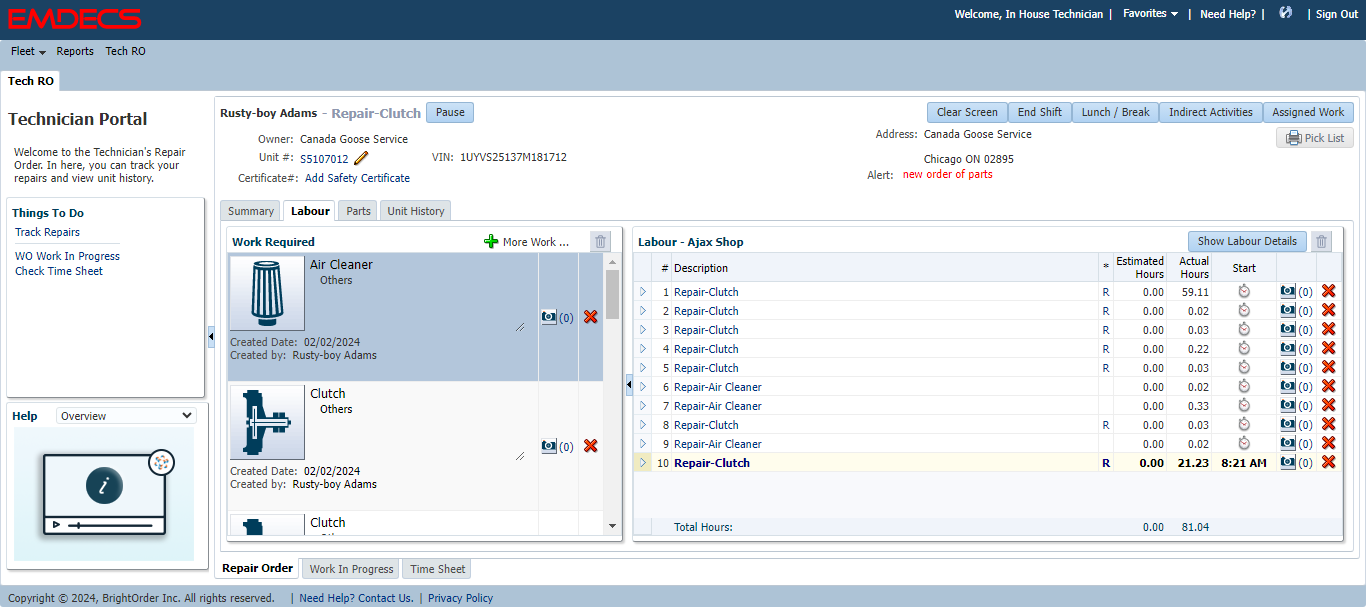 EMDECS
Welcome, In House Technician | Favorites | Need Help? | | Sign Out
Fleet Reports Tech RO
Tech RO
Technician Portal
Welcome to the Technician's Repair
Order. In here, you can track your
repairs and view unit history.
Things To Do
Track Repairs
WO Work In Progress
Check Time Sheet
Help Overview
i
Rusty-boy Adams - Repair-Clutch Pause
Clear Screen End Shift Lunch / Break Indirect Activities Assigned Work
Pick List
Owner: Canada Goose Service
Unit #: S5107012 VIN: 1UYVS25137M181712
Certificate#: Add Safety Certificate
Address: Canada Goose Service
Chicago ON 02895
Alert: new order of parts
Summary Labour Parts Unit History
Work Required More Work ...
Air Cleaner
Others
(0)
Created Date: 02/02/2024
Created by: Rusty-boy Adams
Clutch
Others
(0)
Created Date: 02/02/2024
Created by: Rusty-boy Adams
Clutch
Labour - Ajax Shop Show Labour Details
# Description * Estimated Hours Actual Hours Start
1 Repair-Clutch R 0.00 59.11 (0)
2 Repair-Clutch R 0.00 0.02 (0)
3 Repair-Clutch R 0.00 0.03 (0)
4 Repair-Clutch R 0.00 0.22 (0)
5 Repair-Clutch R 0.00 0.03 (0)
6 Repair-Air Cleaner 0.00 0.02 (0)
7 Repair-Air Cleaner 0.00 0.33 (0)
8 Repair-Clutch R 0.00 0.03 (0)
9 Repair-Air Cleaner 0.00 0.02 (0)
10 Repair-Clutch R 0.00 21.23 8:21 AM (0)
Total Hours: 0.00 81.04
Repair Order Work In Progress Time Sheet
Copyright © 2024, BrightOrder Inc. All rights reserved. | Need Help? Contact Us. | Privacy Policy